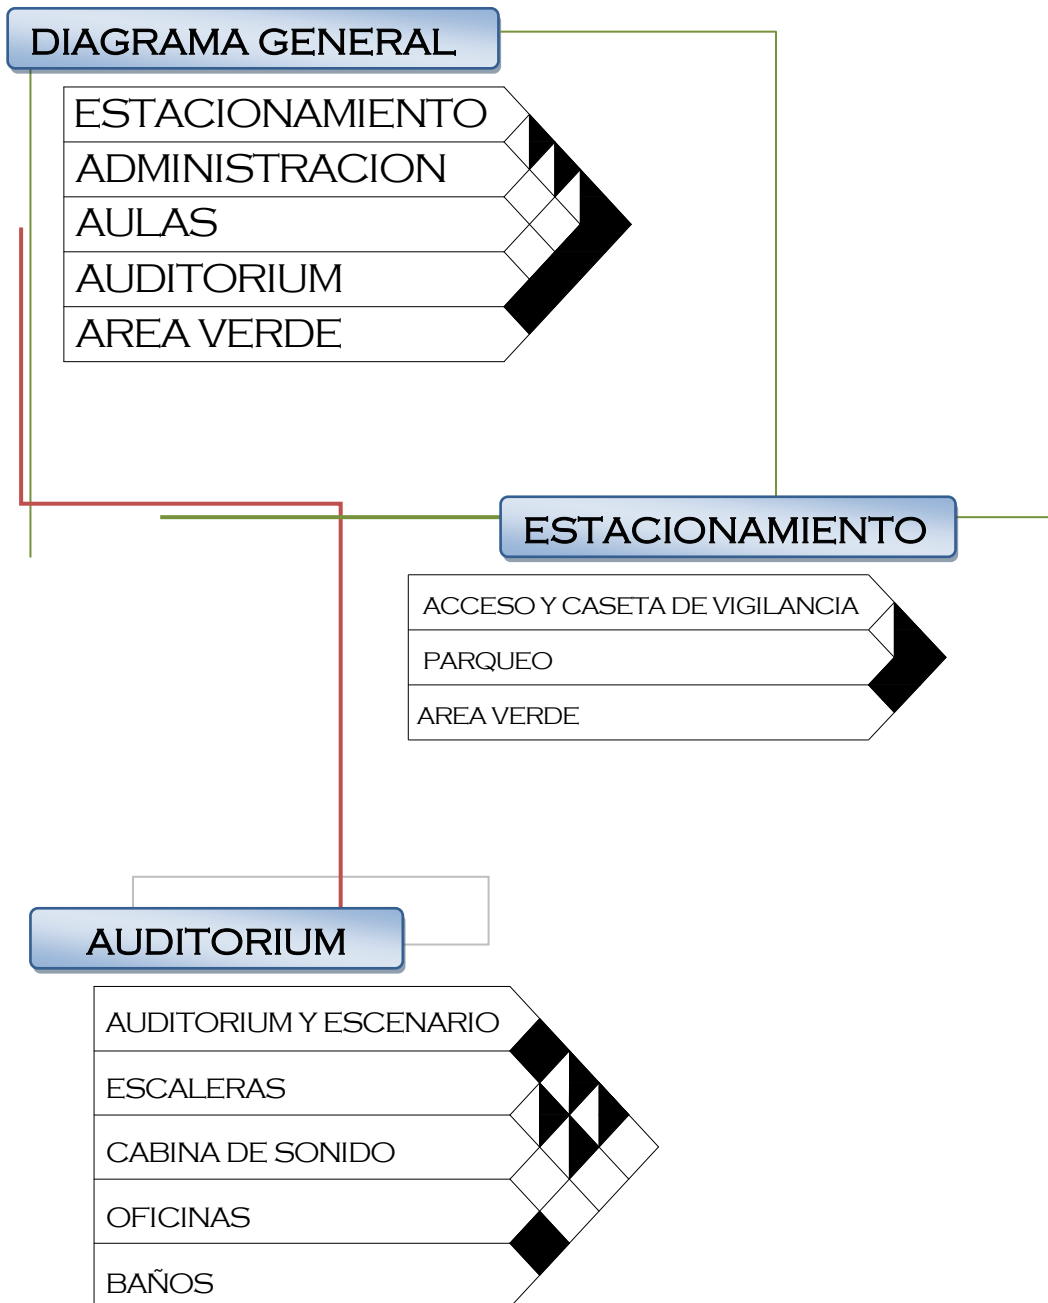 DIAGRAMA GENERAL
ESTACIONAMIENTO
ADMINISTRACION
AULAS
AUDITORIUM
AREA VERDE
ESTACIONAMIENTO
ACCESO Y CASETA DE VIGILANCIA
PARQUEO
AREA VERDE
AUDITORIUM
AUDITORIUM Y ESCENARIO
ESCALERAS
CABINA DE SONIDO
OFICINAS
BAÑOS